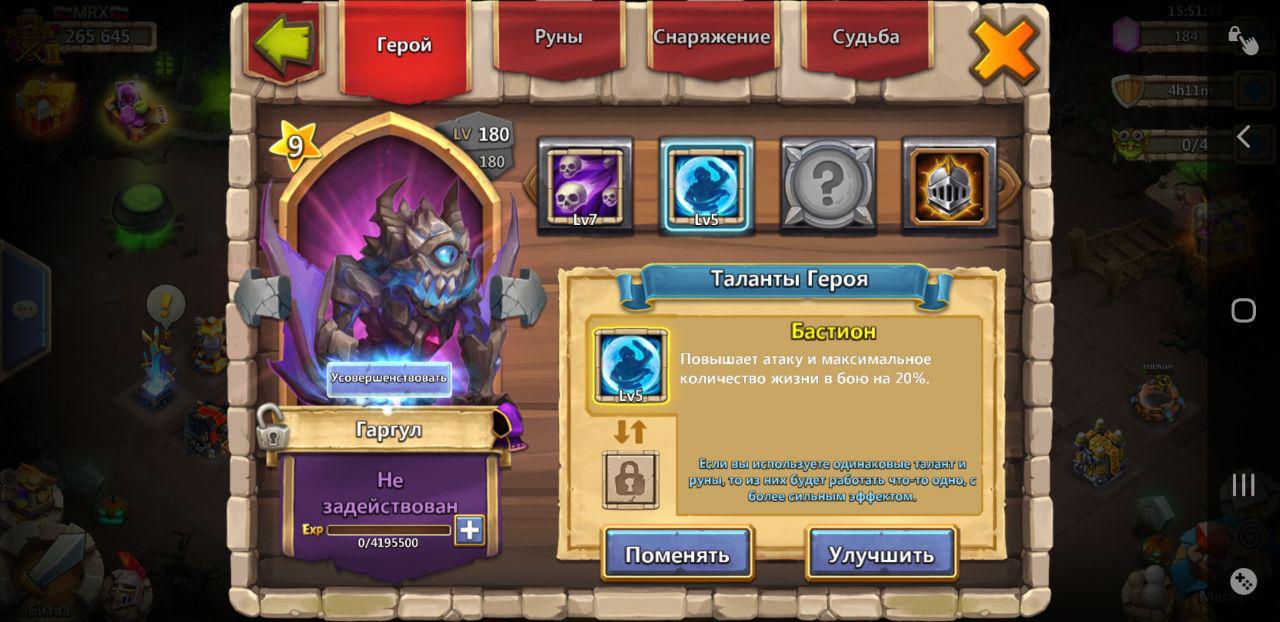 MRX
265 645
Герой
Руны
Снаряжение
Судьба
15:51:34
184
4h11m
0/4
9
LV 180
180
Lv7
Lv5
?
Таланты Героя
Бастион
Повышает атаку и максимальное
количество жизни в бою на 20%.
Lv5
Если вы используете одинаковые талант и
руны, то из них будет работать что-то одно, с
более сильным эффектом.
Усовершенствовать
Гаргул
Не
задействован
Exp
0/4195500
Поменять
Улучшить
Битва